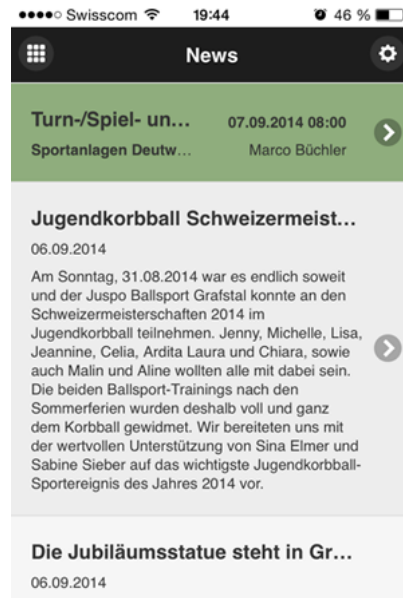 Swisscom 19:44 46 %
News
Turn-/Spiel- un... 07.09.2014 08:00
Sportanlagen Deutw... Marco Büchler
Jugendkorbball Schweizermeist...
06.09.2014
Am Sonntag, 31.08.2014 war es endlich soweit
und der Juspo Ballsport Grafstal konnte an den
Schweizermeisterschaften 2014 im
Jugendkorbball teilnehmen. Jenny, Michelle, Lisa,
Jeannine, Celia, Ardita Laura und Chiara, sowie
auch Malin und Aline wollten alle mit dabei sein.
Die beiden Ballsport-Trainings nach den
Sommerferien wurden deshalb voll und ganz
dem Korbball gewidmet. Wir bereiteten uns mit
der wertvollen Unterstützung von Sina Elmer und
Sabine Sieber auf das wichtigste Jugendkorbball-
Sportereignis des Jahres 2014 vor.
Die Jubiläumsstatue steht in Gr...
06.09.2014